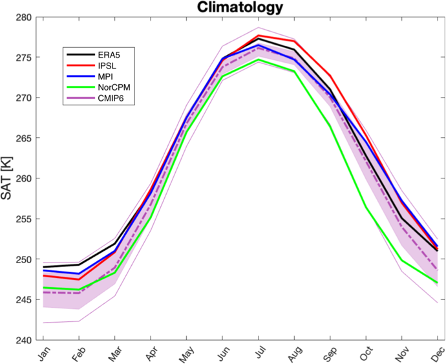 Climatology
SAT [K]
280
275
270
265
260
255
250
245
240
ERA5
IPSL
MPI
NorCPM
CMIP6
Jan Feb Mar Apr May Jun Jul Aug Sep Oct Nov Dec